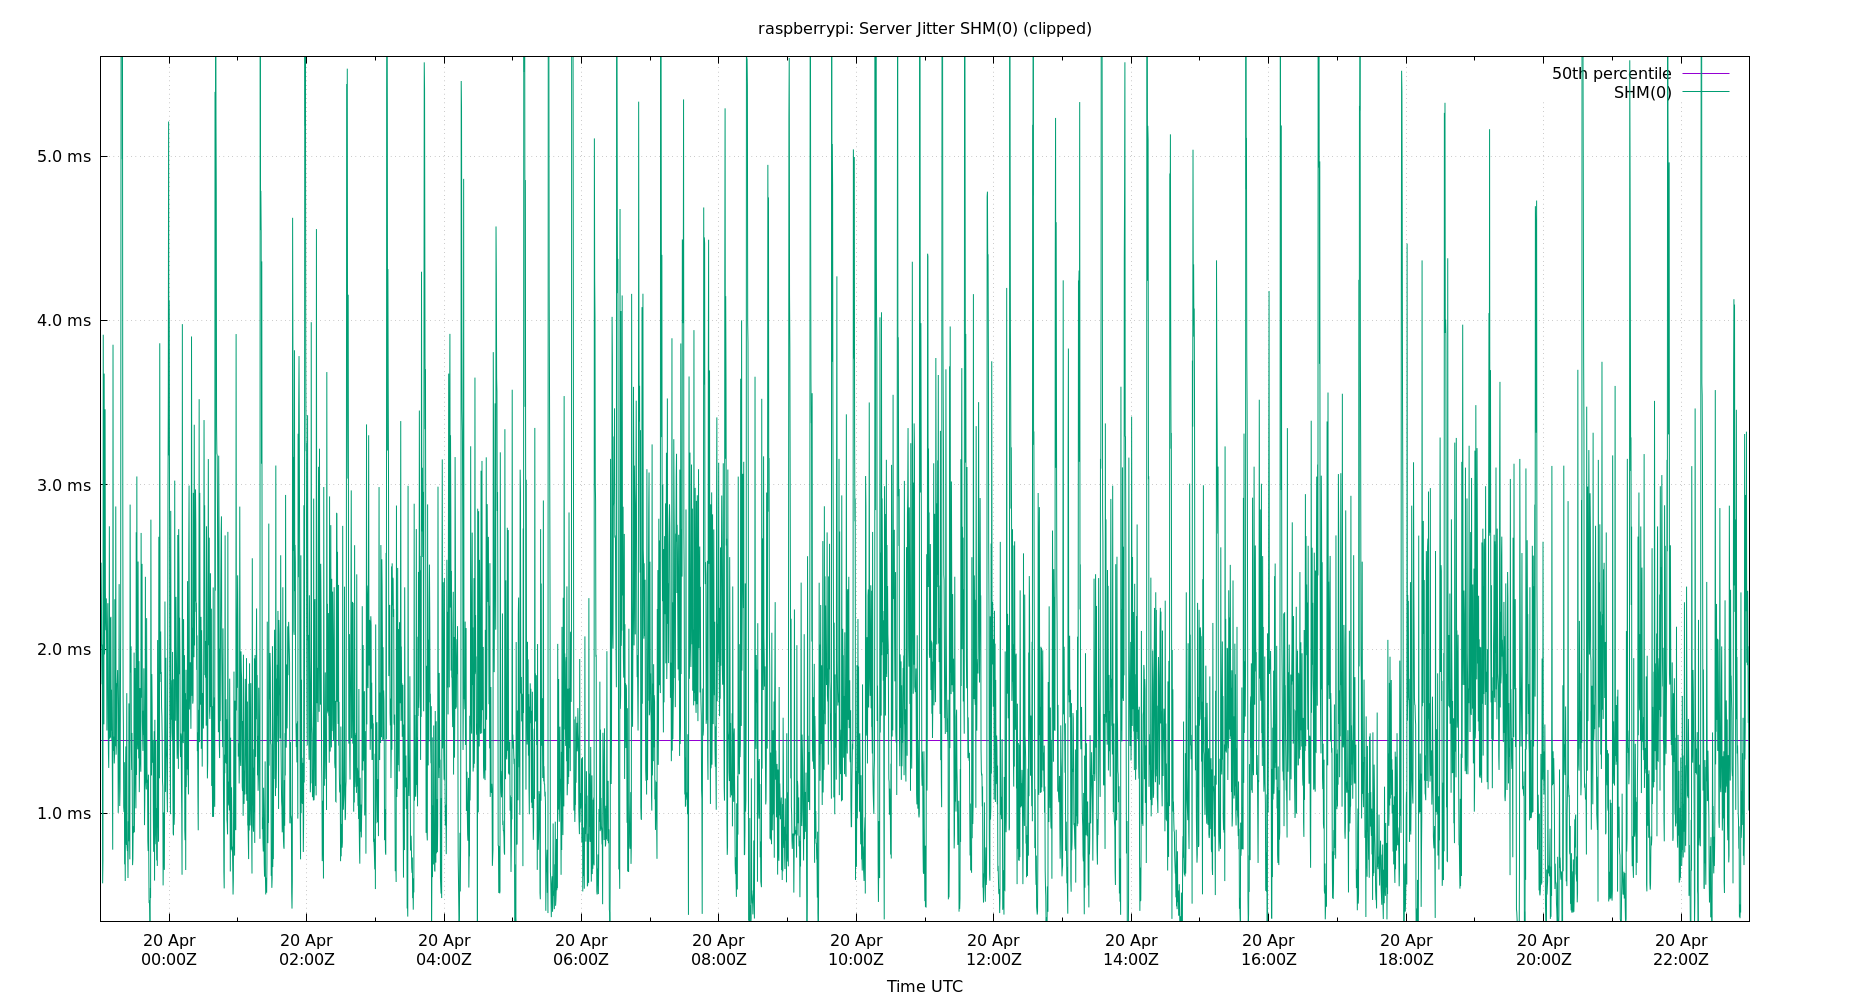 raspberrypi: Server Jitter SHM(0) (clipped)
50th percentile
SHM(0)
5.0 ms
4.0 ms
3.0 ms
2.0 ms
1.0 ms
20 Apr 20 Apr 20 Apr 20 Apr 20 Apr 20 Apr 20 Apr 20 Apr 20 Apr 20 Apr 20 Apr 20 Apr
00:00Z 02:00Z 04:00Z 06:00Z 08:00Z 10:00Z 12:00Z 14:00Z 16:00Z 18:00Z 20:00Z 22:00Z
Time UTC